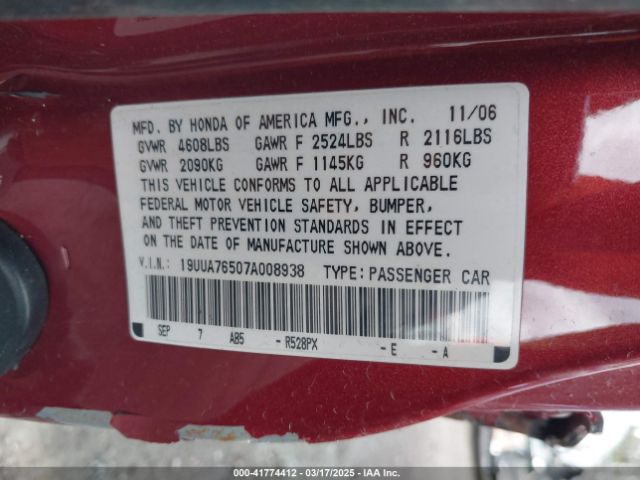 MFD. BY HONDA OF AMERICA MFG., INC. 11/06
GVWR 4608LBS GAWR F 2524LBS R 2116LBS
GVWR 2090KG GAWR F 1145KG R 960KG
THIS VEHICLE CONFORMS TO ALL APPLICABLE
FEDERAL MOTOR VEHICLE SAFETY, BUMPER,
AND THEFT PREVENTION STANDARDS IN EFFECT
ON THE DATE OF MANUFACTURE SHOWN ABOVE.
V.I.N.: 19UUA76507A008938 TYPE: PASSENGER CAR
SEP 7 AB5 - R528PX - E - A
000-41774412 - 03/17/2025 - IAA Inc.